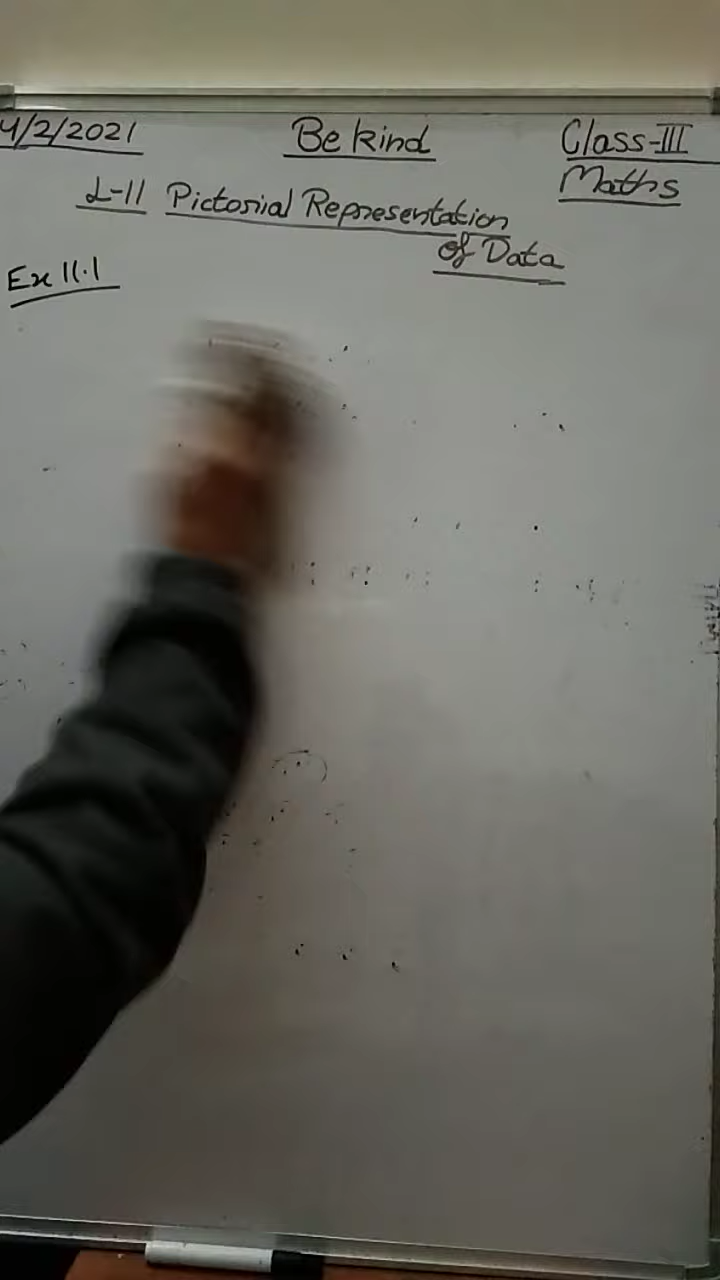 4/2/2021 Be kind Class-III
Maths
L-11 Pictorial Representation
of Data
Ex 11.1